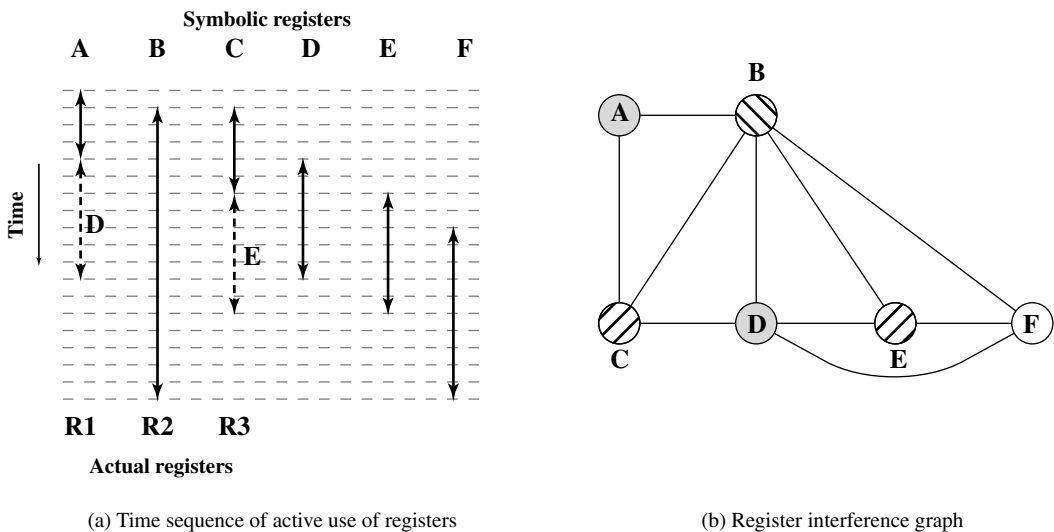 Symbolic registers
A B C D E F
Time
D
E
R1 R2 R3
Actual registers
(a) Time sequence of active use of registers
B
A
C
D
E
F
(b) Register interference graph